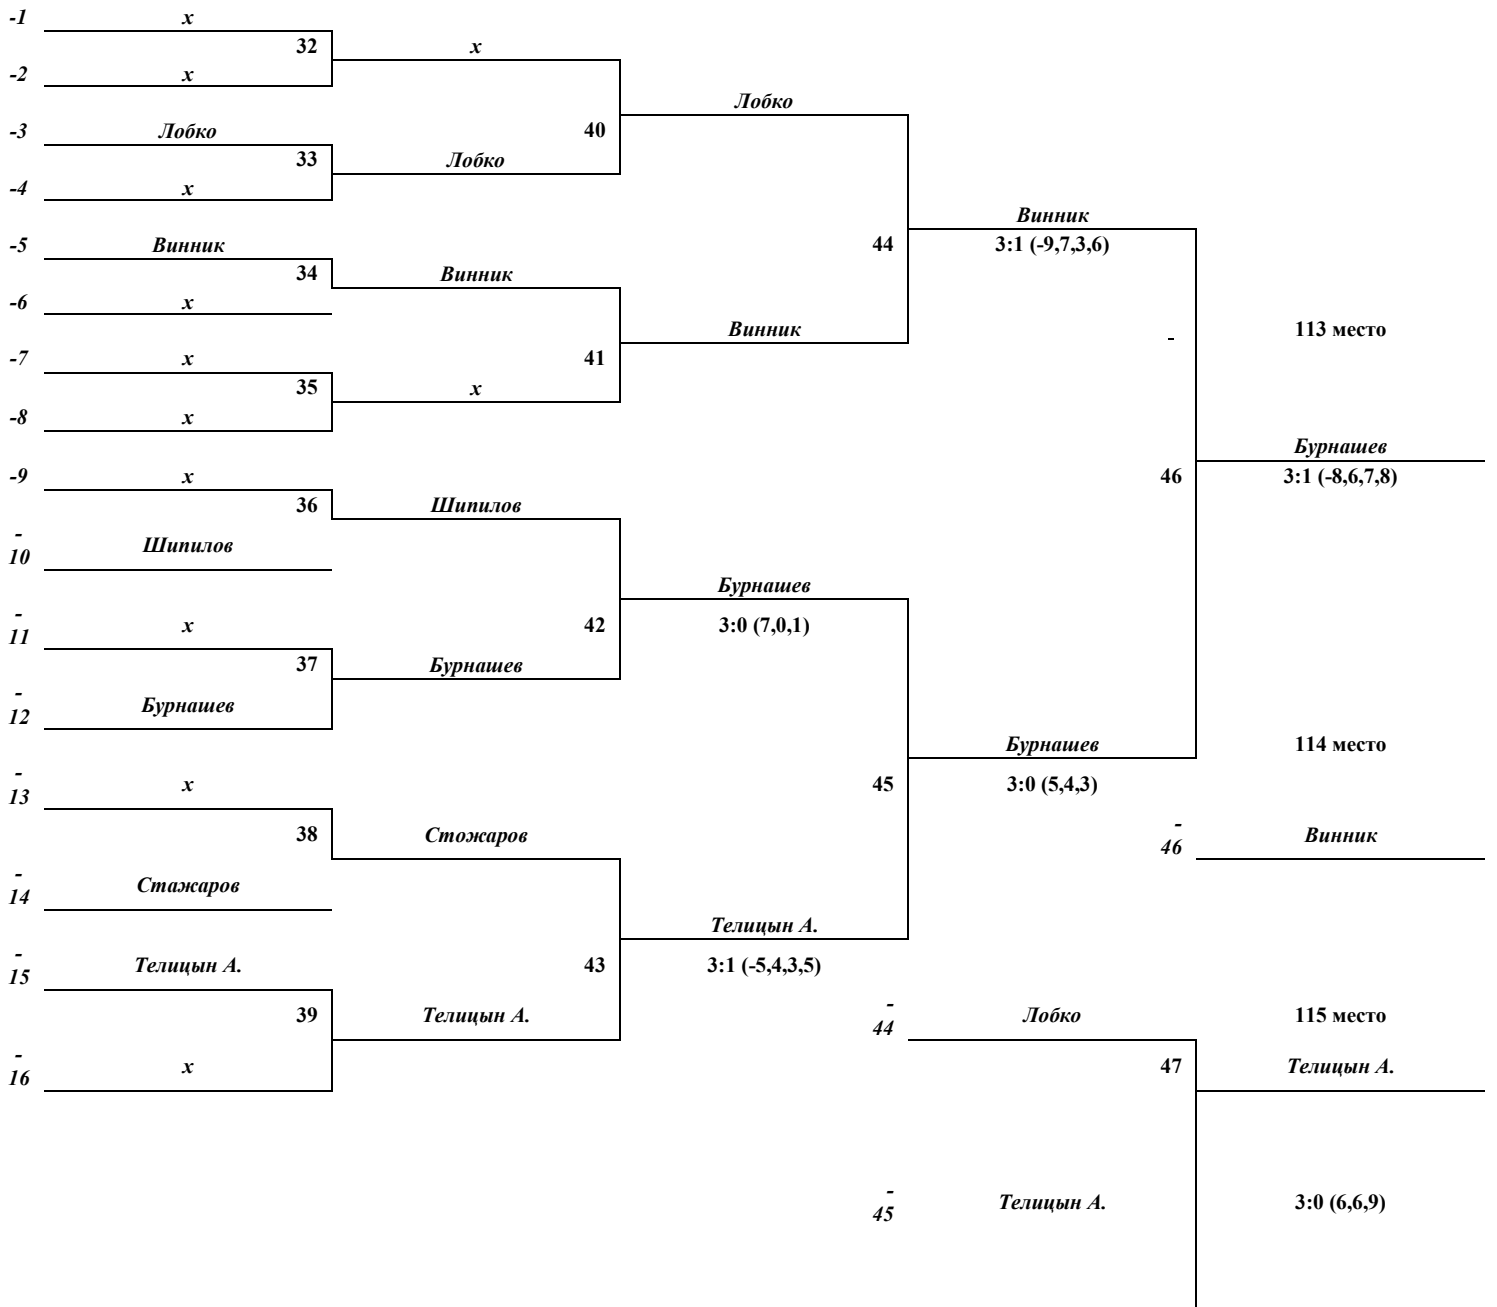 -1 х
32 х
-2 х
Лобко
-3 Лобко 40
33 Лобко
-4 х
Винник
-5 Винник 44 3:1 (-9,7,3,6)
34 Винник
-6 х
Винник - 113 место
-7 х 41
35 х
-8 х
Бурнашев
-9 х 46 3:1 (-8,6,7,8)
36 Шипилов
-
10 Шипилов
Бурнашев
-
11 х 42 3:0 (7,0,1)
37 Бурнашев
-
12 Бурнашев
Бурнашев 114 место
-
13 х 45 3:0 (5,4,3)
38 Стожаров
-
46 Винник
-
14 Стажаров
Телицын А.
-
15 Телицын А. 43 3:1 (-5,4,3,5)
39 Телицын А.
-
44 Лобко 115 место
-
16 х 47 Телицын А.
-
45 Телицын А. 3:0 (6,6,9)